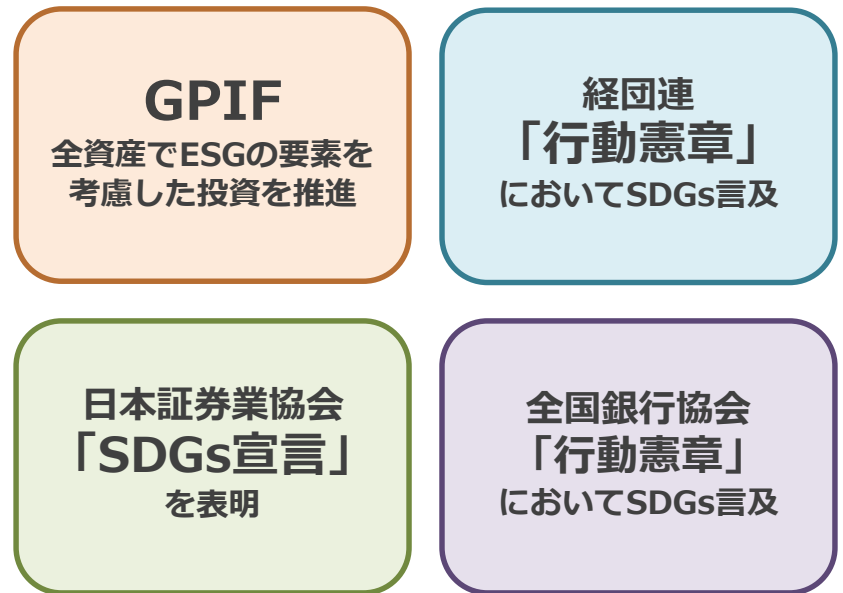 GPIF
全資産でESGの要素を
考慮した投資を推進
経団連
「行動憲章」
においてSDGs言及
日本証券業協会
「SDGs宣言」
を表明
全国銀行協会
「行動憲章」
においてSDGs言及